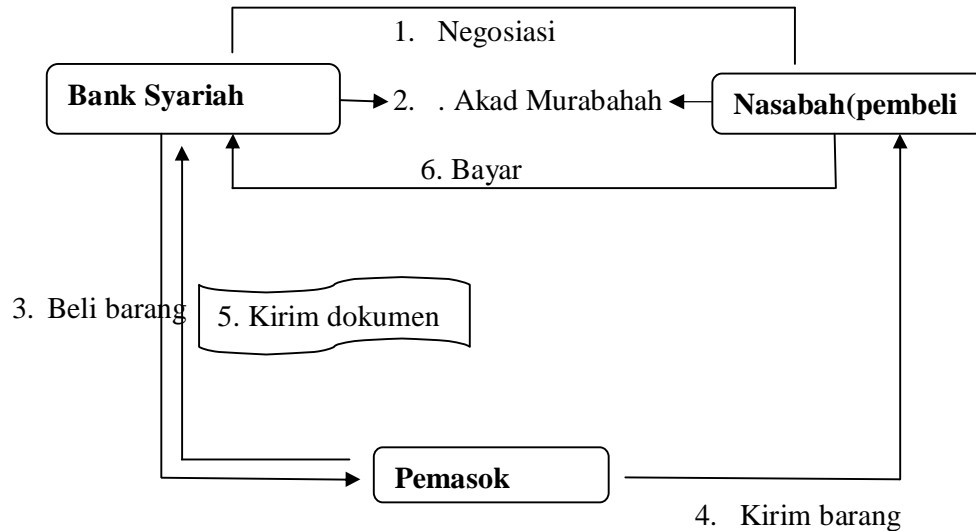 1. Negosiasi
Bank Syariah
2. . Akad Murabahah
Nasabah(pembeli
6. Bayar
3. Beli barang
5. Kirim dokumen
Pemasok
4. Kirim barang